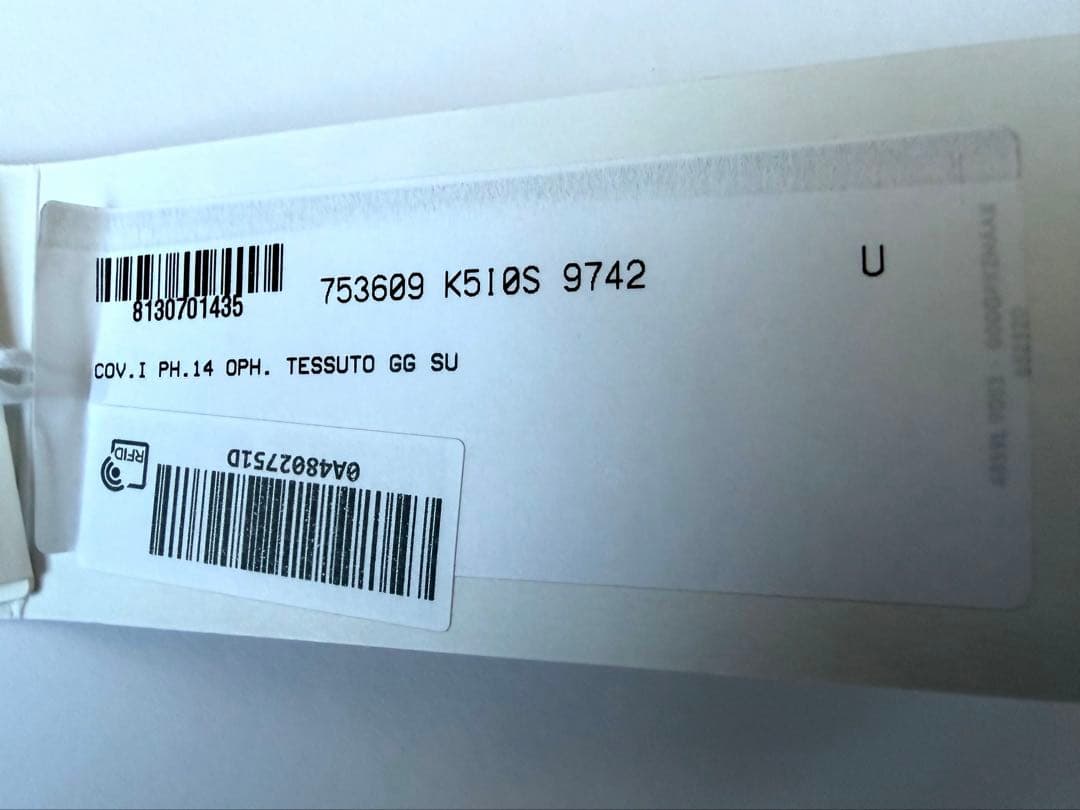 8130701435
753609 K5I0S 9742
U
COV.I PH.14 OPH. TESSUTO GG SU
RFID
0A4802751D